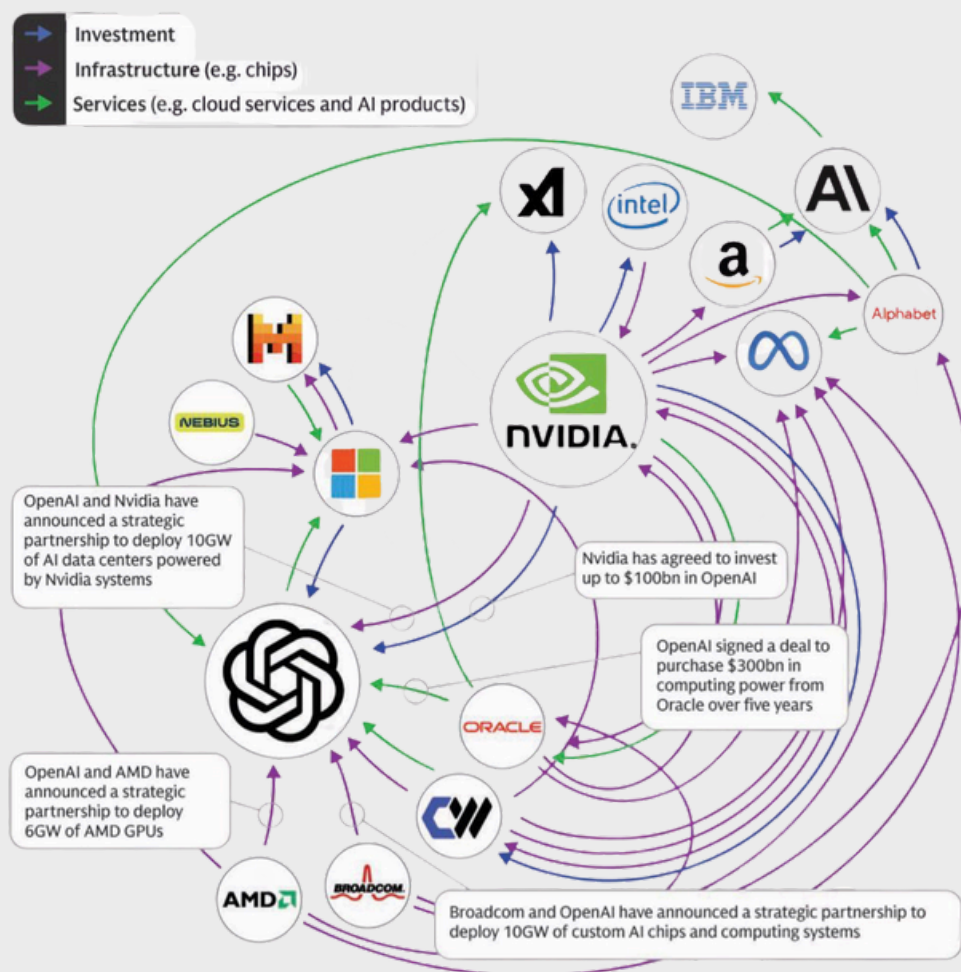 Investment
Infrastructure (e.g. chips)
Services (e.g. cloud services and AI products)
IBM
xI
intel
AI
a
Alphabet
NEBIUS
NVIDIA.
OpenAI and Nvidia have
announced a strategic
partnership to deploy 10GW
of AI data centers powered
by Nvidia systems
Nvidia has agreed to invest
up to $100bn in OpenAI
OpenAI signed a deal to
purchase $300bn in
computing power from
Oracle over five years
ORACLE
OpenAI and AMD have
announced a strategic
partnership to deploy
6GW of AMD GPUs
CW
AMD
BROADCOM
Broadcom and OpenAI have announced a strategic partnership to
deploy 10GW of custom AI chips and computing systems